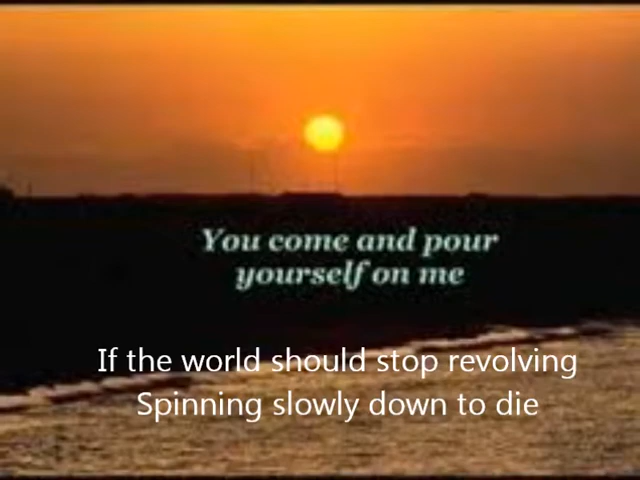 You come and pour
yourself on me
If the world should stop revolving
Spinning slowly down to die